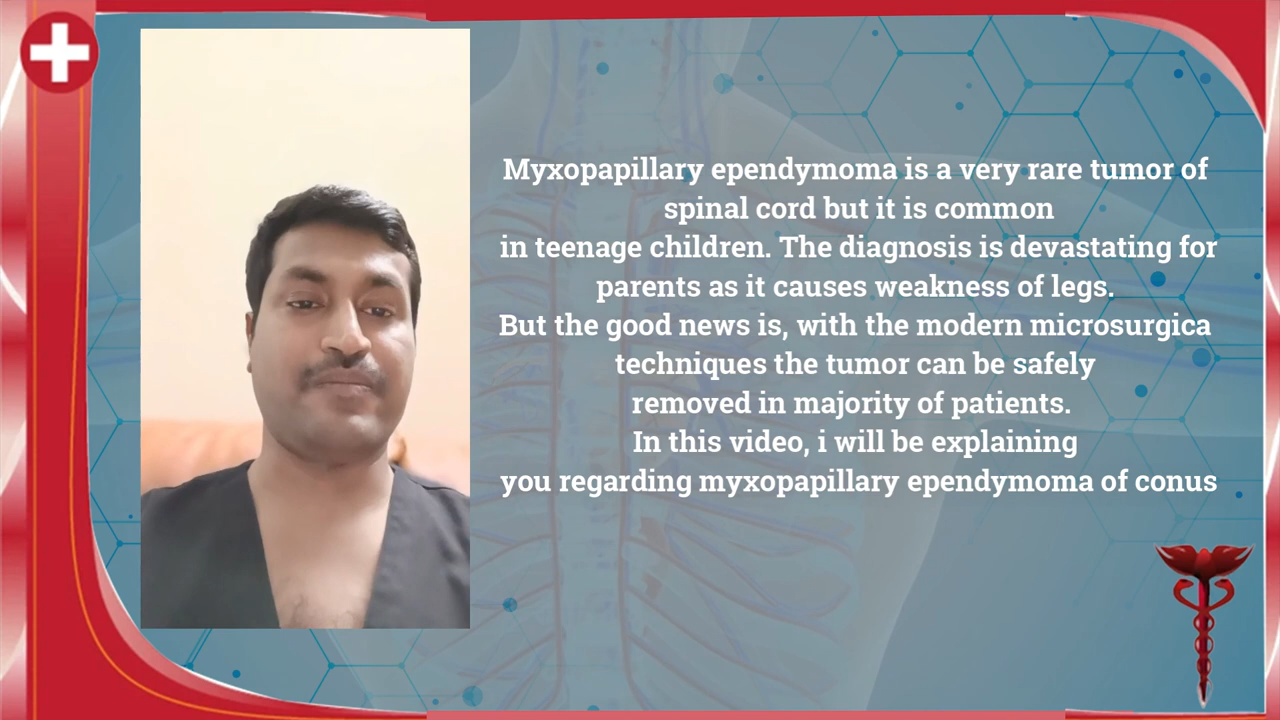 Myxopapillary ependymoma is a very rare tumor of
spinal cord but it is common
in teenage children. The diagnosis is devastating for
parents as it causes weakness of legs.
But the good news is, with the modern microsurgica
techniques the tumor can be safely
removed in majority of patients.
In this video, i will be explaining
you regarding myxopapillary ependymoma of conus